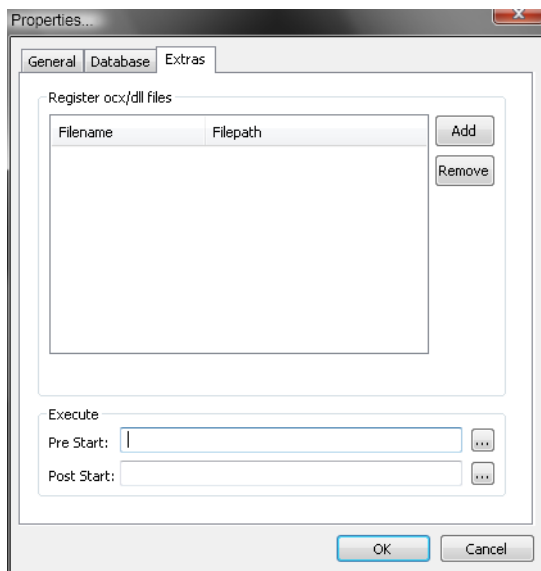 Properties...
General Database Extras
Register ocx/dll files
Filename Filepath
Add
Remove
Execute
Pre Start: ...
Post Start: ...
OK Cancel